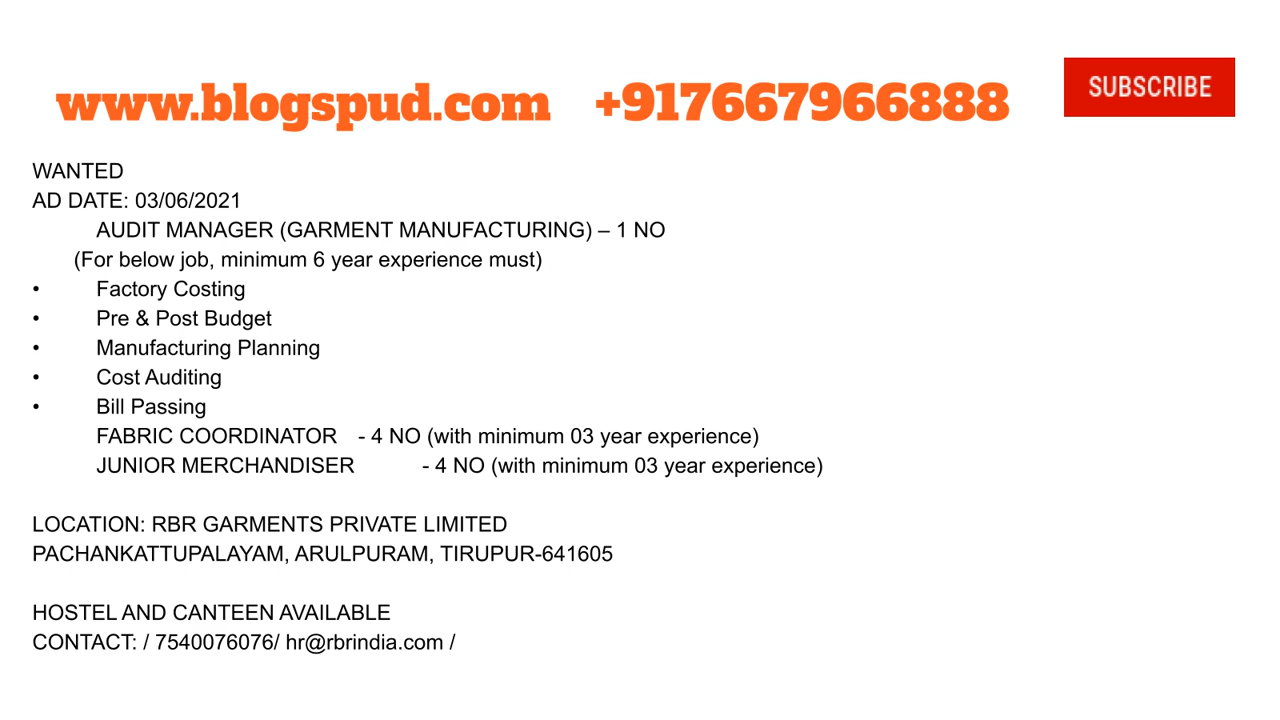 www.blogspud.com +917667966888 SUBSCRIBE
WANTED
AD DATE: 03/06/2021
AUDIT MANAGER (GARMENT MANUFACTURING) – 1 NO
(For below job, minimum 6 year experience must)
• Factory Costing
• Pre & Post Budget
• Manufacturing Planning
• Cost Auditing
• Bill Passing
FABRIC COORDINATOR - 4 NO (with minimum 03 year experience)
JUNIOR MERCHANDISER - 4 NO (with minimum 03 year experience)
LOCATION: RBR GARMENTS PRIVATE LIMITED
PACHANKATTUPALAYAM, ARULPURAM, TIRUPUR-641605
HOSTEL AND CANTEEN AVAILABLE
CONTACT: / 7540076076/ hr@rbrindia.com /